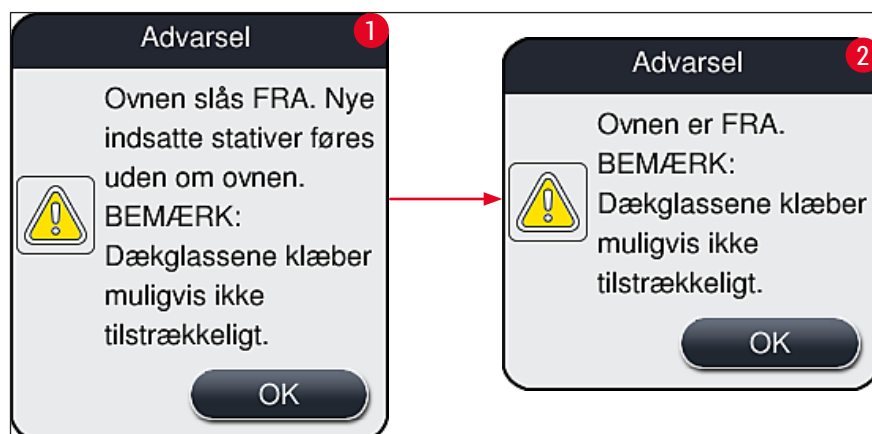 Advarsel
1
Ovnen slås FRA. Nye
indsatte stativer føres
uden om ovnen.
BEMÆRK:
Dækglassene klæber
muligvis ikke
tilstrækkeligt.
OK
Advarsel
2
Ovnen er FRA.
BEMÆRK:
Dækglassene klæber
muligvis ikke
tilstrækkeligt.
OK